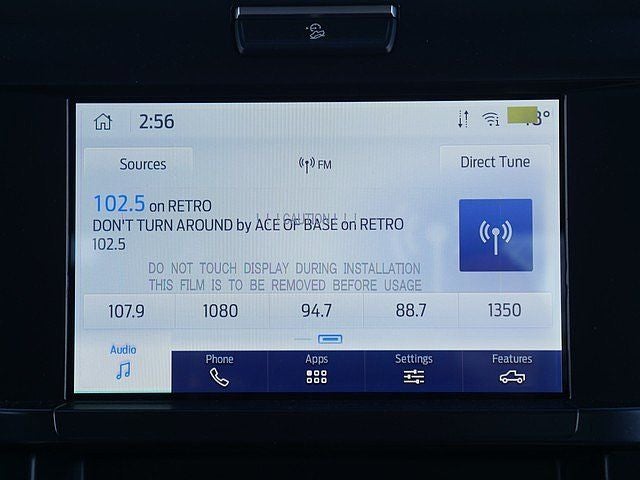 2:56
8°
Sources
FM
Direct Tune
102.5 on RETRO
DON'T TURN AROUND by ACE OF BASE on RETRO
102.5
! ! ! CAUTION ! ! !
DO NOT TOUCH DISPLAY DURING INSTALLATION
THIS FILM IS TO BE REMOVED BEFORE USAGE
107.9 1080 94.7 88.7 1350
Audio Phone Apps Settings Features